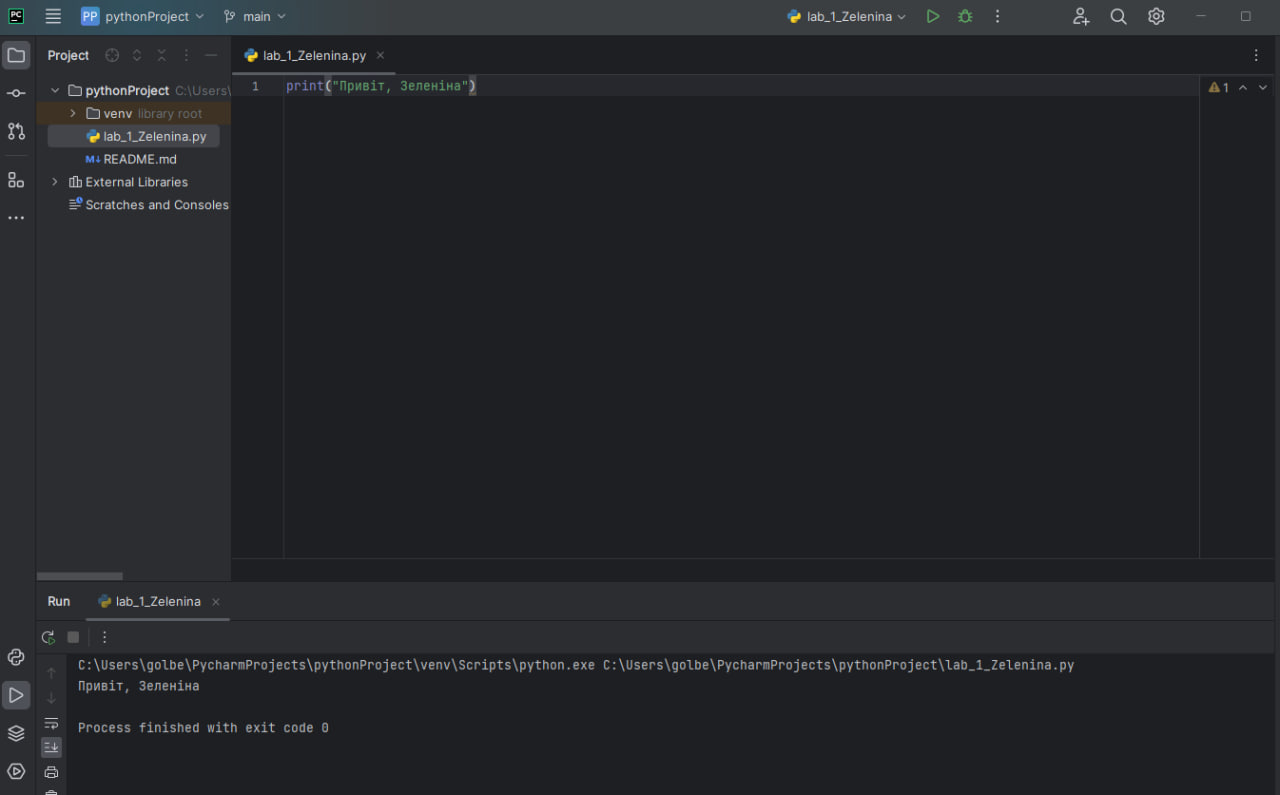 PC PP pythonProject main lab_1_Zelenina
Project
lab_1_Zelenina.py
pythonProject C:\Users\
venv library root
lab_1_Zelenina.py
M↓ README.md
External Libraries
Scratches and Consoles
1 print("Привіт, Зеленіна")
1
Run lab_1_Zelenina
C:\Users\golbe\PycharmProjects\pythonProject\venv\Scripts\python.exe C:\Users\golbe\PycharmProjects\pythonProject\lab_1_Zelenina.py
Привіт, Зеленіна
Process finished with exit code 0